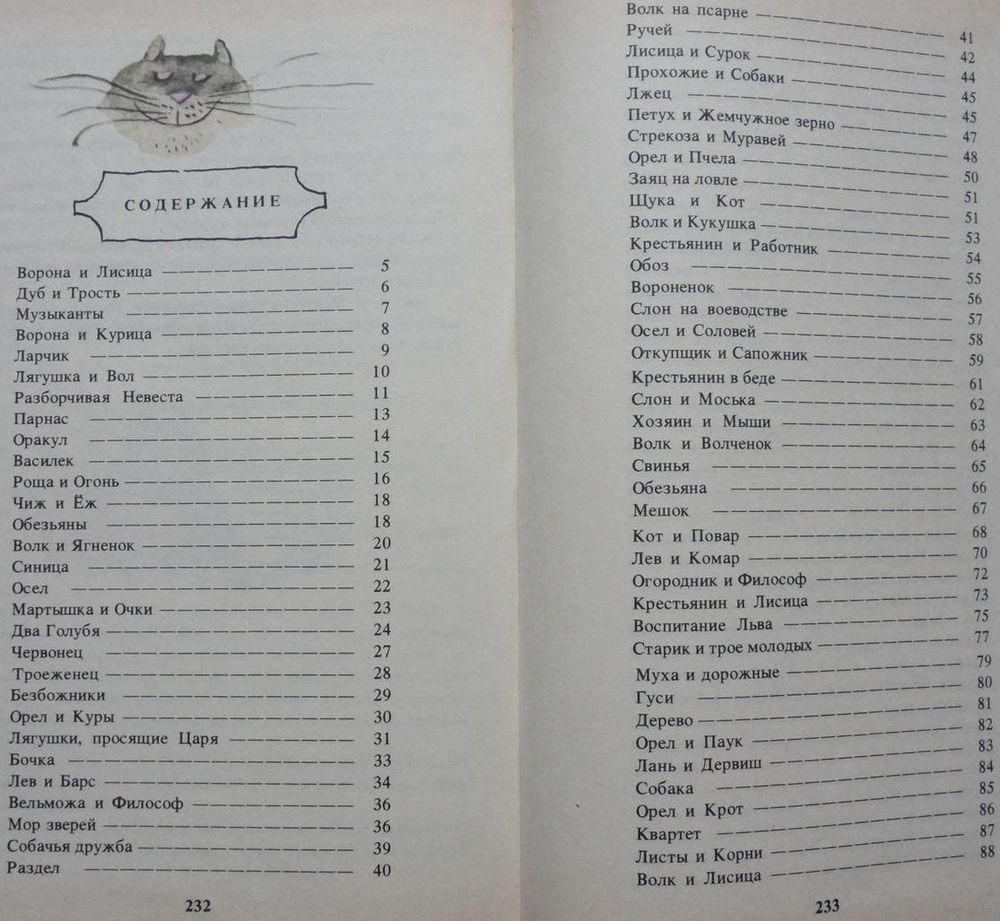 СОДЕРЖАНИЕ
Ворона и Лисица 5
Дуб и Трость 6
Музыканты 7
Ворона и Курица 8
Ларчик 9
Лягушка и Вол 10
Разборчивая Невеста 11
Парнас 13
Оракул 14
Василек 15
Роща и Огонь 16
Чиж и Ёж 18
Обезьяны 18
Волк и Ягненок 20
Синица 21
Осел 22
Мартышка и Очки 23
Два Голубя 24
Червонец 27
Троеженец 28
Безбожники 29
Орел и Куры 30
Лягушки, просящие Царя 31
Бочка 33
Лев и Барс 34
Вельможа и Философ 36
Мор зверей 36
Собачья дружба 39
Раздел 40
232
Волк на псарне 41
Ручей 42
Лисица и Сурок 44
Прохожие и Собаки 45
Лжец 45
Петух и Жемчужное зерно 47
Стрекоза и Муравей 48
Орел и Пчела 50
Заяц на ловле 51
Щука и Кот 51
Волк и Кукушка 53
Крестьянин и Работник 54
Обоз 55
Вороненок 56
Слон на воеводстве 57
Осел и Соловей 58
Откупщик и Сапожник 59
Крестьянин в беде 61
Слон и Моська 62
Хозяин и Мыши 63
Волк и Волченок 64
Свинья 65
Обезьяна 66
Мешок 67
Кот и Повар 68
Лев и Комар 70
Огородник и Философ 72
Крестьянин и Лисица 73
Воспитание Льва 75
Старик и трое молодых 77
Муха и дорожные 79
Гуси 80
Дерево 81
Орел и Паук 82
Лань и Дервиш 83
Собака 84
Орел и Крот 85
Квартет 86
Листы и Корни 87
Волк и Лисица 88
233